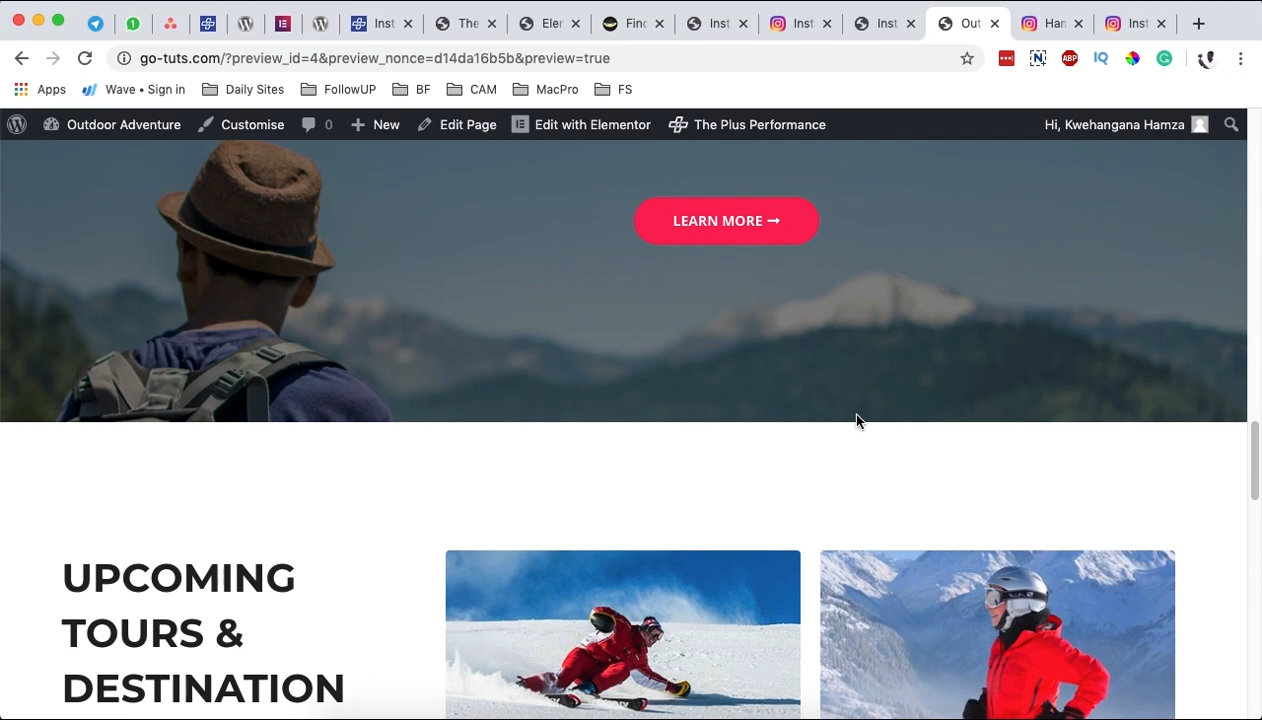 Inst
The
Eler
Finc
Inst
Inst
Inst
Out
Han
Inst
go-tuts.com/?preview_id=4&preview_nonce=d14da16b5b&preview=true
Apps
Wave • Sign in
Daily Sites
FollowUP
BF
CAM
MacPro
FS
Outdoor Adventure
Customise
0
New
Edit Page
Edit with Elementor
The Plus Performance
Hi, Kwehangana Hamza
LEARN MORE
UPCOMING
TOURS &
DESTINATION